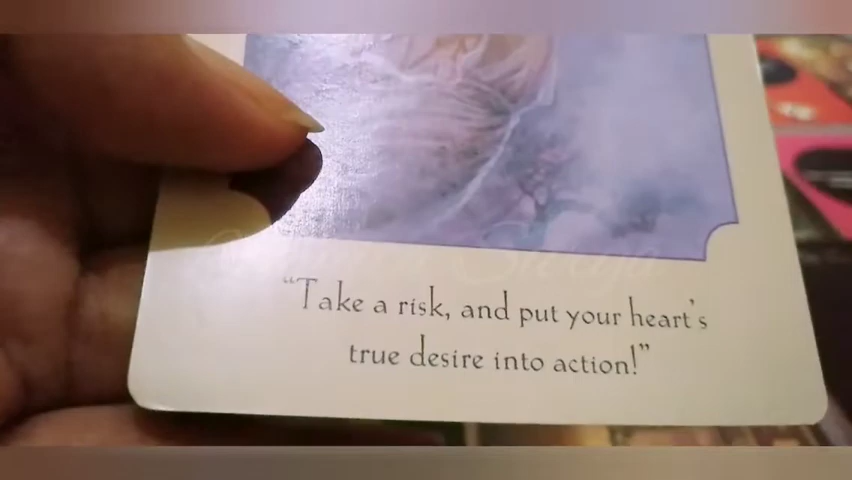 "Take a risk, and put your heart's
true desire into action!"